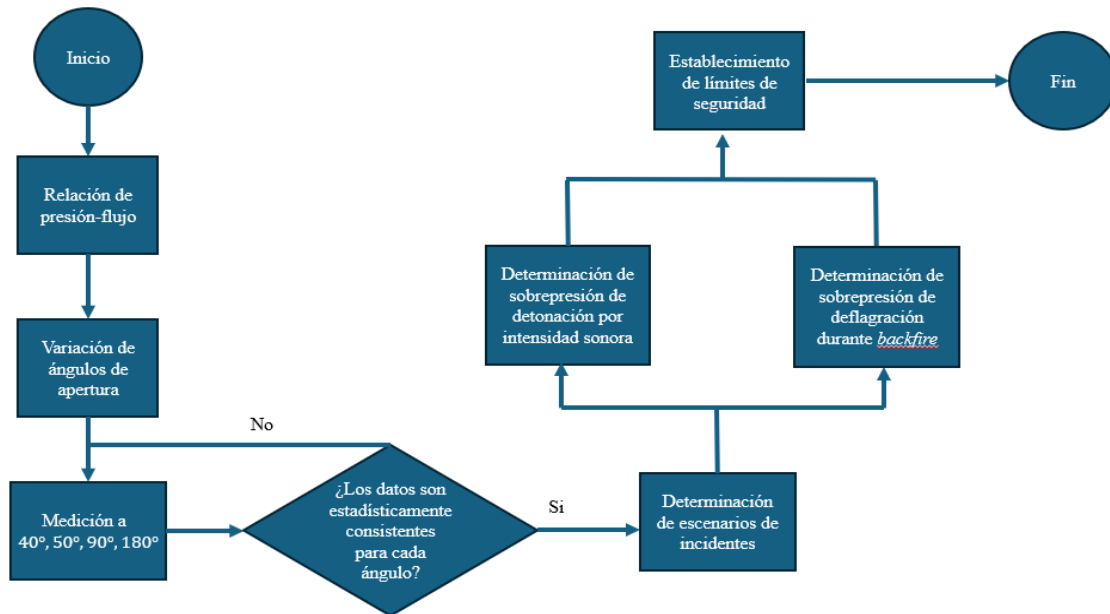 Inicio
Relación de
presión-flujo
Variación de
ángulos de
apertura
Medición a
40°, 50°, 90°, 180°
No
¿Los datos son
estadísticamente
consistentes
para cada
ángulo?
Si
Determinación
de escenarios de
incidentes
Determinación de
sobrepresión de
detonación por
intensidad sonora
Determinación de
sobrepresión de
deflagración
durante backfire
Establecimiento
de límites de
seguridad
Fin